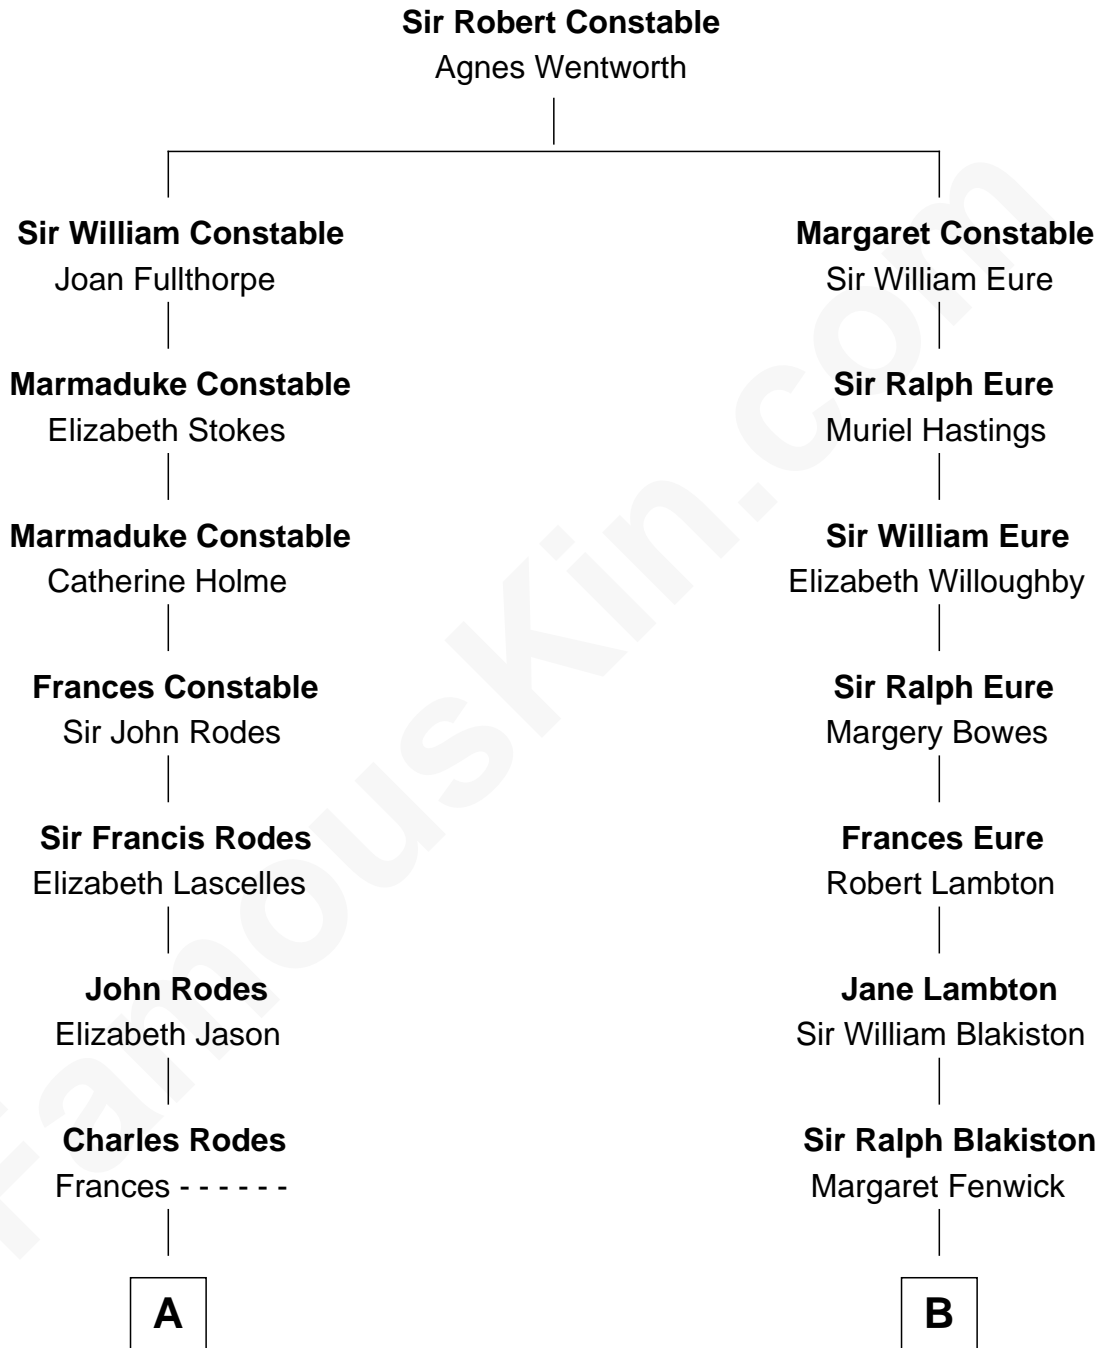 Sir Robert Constable
Agnes Wentworth
Sir William Constable
Joan Fullthorpe
Marmaduke Constable
Elizabeth Stokes
Marmaduke Constable
Catherine Holme
Frances Constable
Sir John Rodes
Sir Francis Rodes
Elizabeth Lascelles
John Rodes
Elizabeth Jason
Charles Rodes
Frances - - - - - -
A
Margaret Constable
Sir William Eure
Sir Ralph Eure
Muriel Hastings
Sir William Eure
Elizabeth Willoughby
Sir Ralph Eure
Margery Bowes
Frances Eure
Robert Lambton
Jane Lambton
Sir William Blakiston
Sir Ralph Blakiston
Margaret Fenwick
B
FamousKin.com